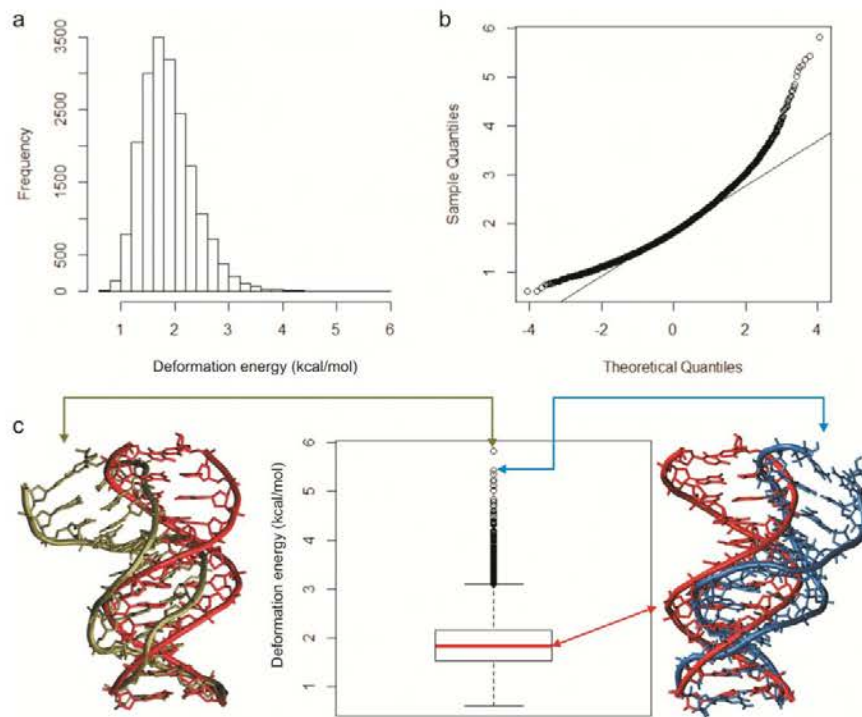 a
Frequency
3500
2500
1500
500
0
1 2 3 4 5 6
Deformation energy (kcal/mol)
b
Sample Quantiles
6
5
4
3
2
1
-4 -2 0 2 4
Theoretical Quantiles
c
Deformation energy (kcal/mol)
6
5
4
3
2
1